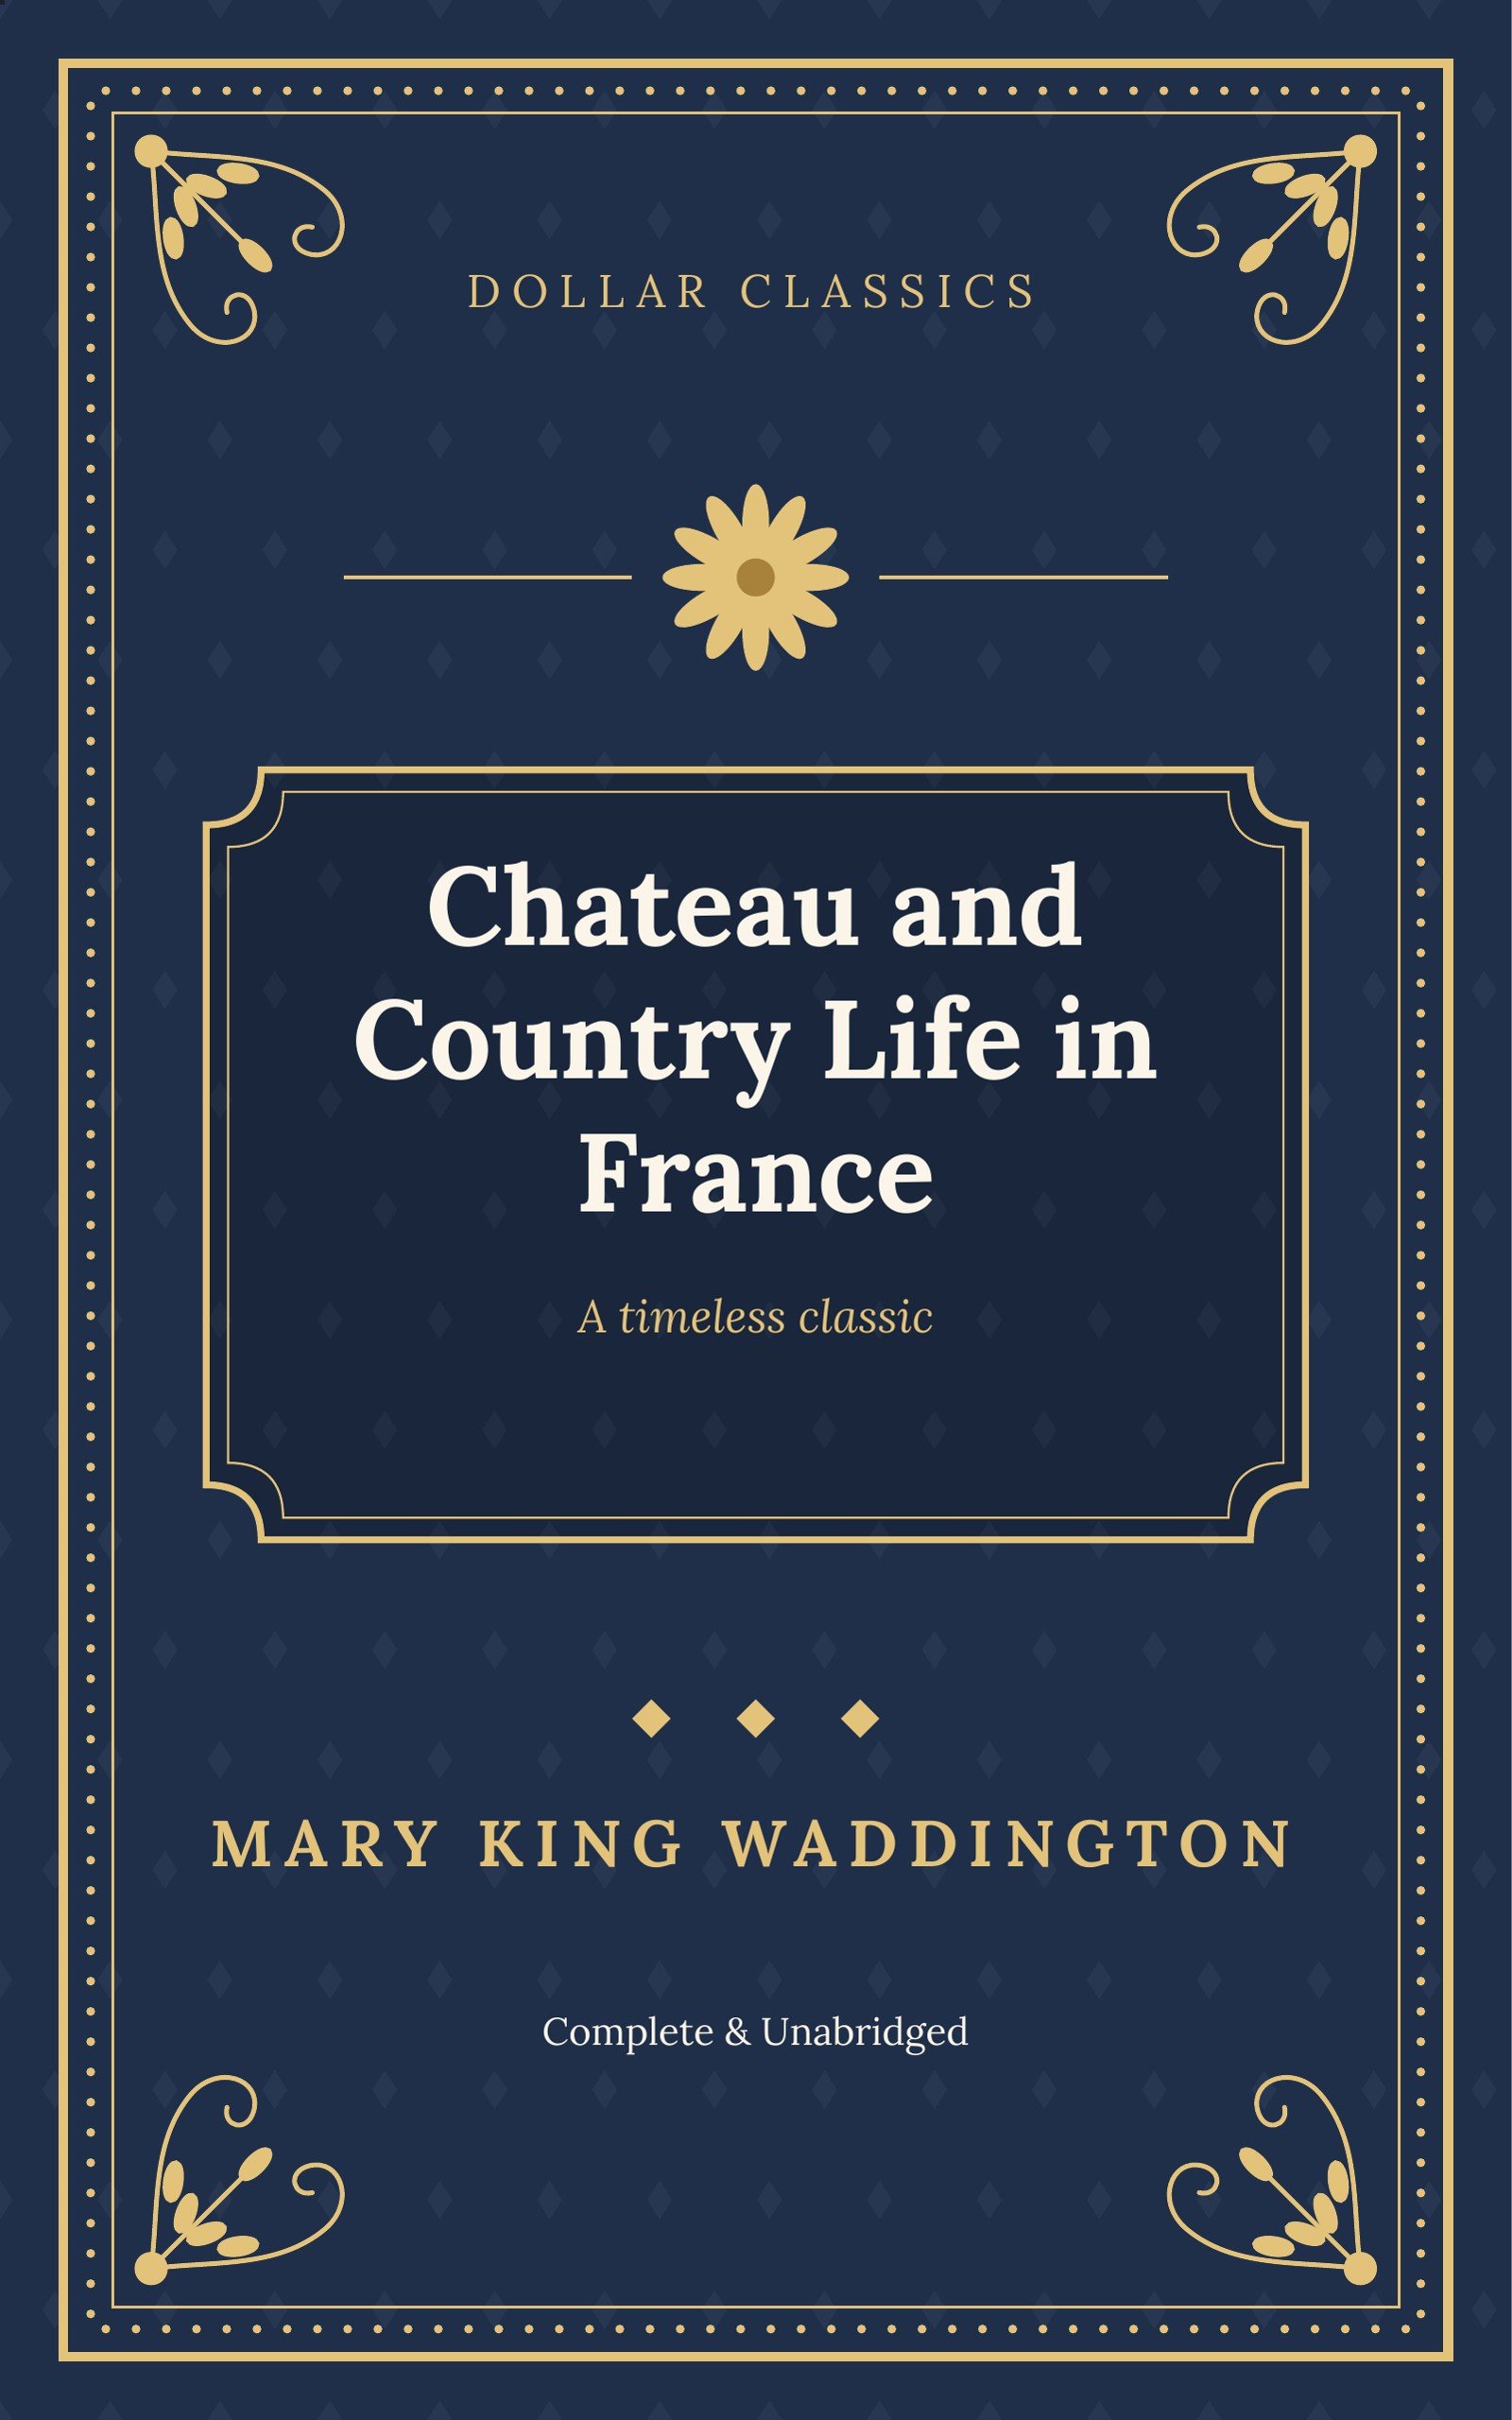 DOLLAR CLASSICS
Chateau and
Country Life in
France
A timeless classic
MARY KING WADDINGTON
Complete & Unabridged